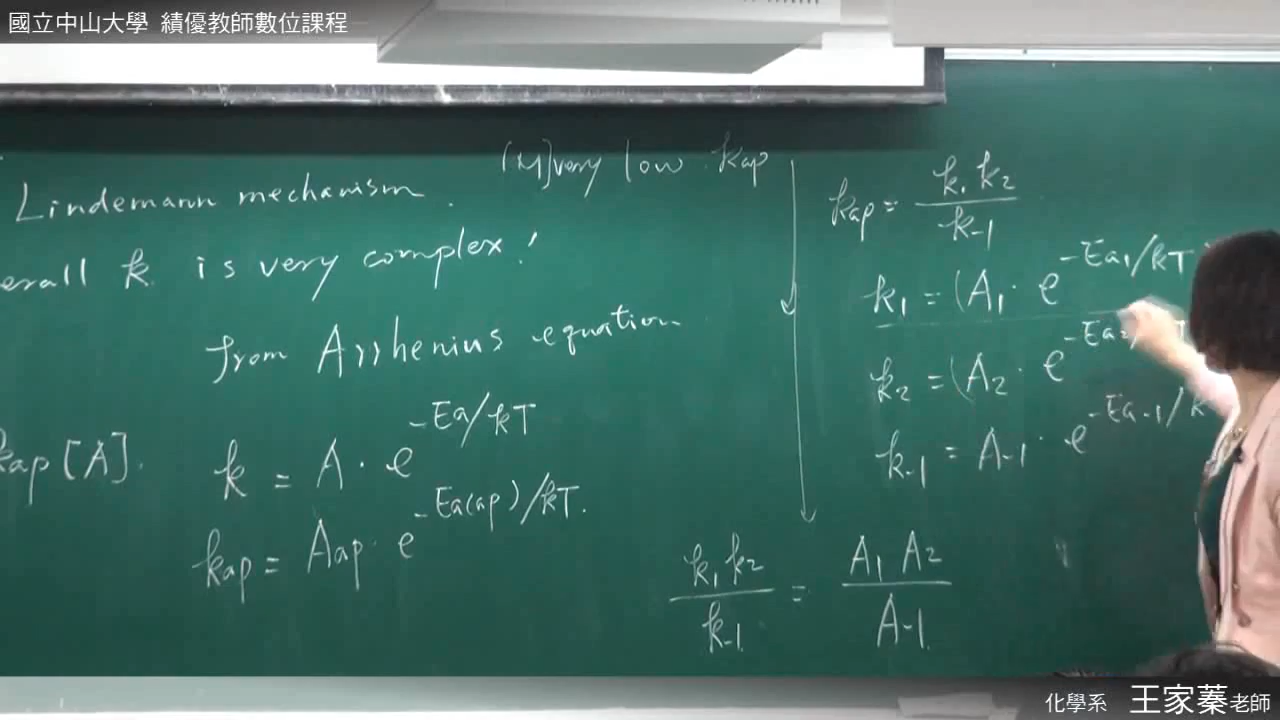 國立中山大學 績優教師數位課程
Lindemann mechanism.
erall k is very complex!
from Arrhenius equation
kap [A].
k = A · e^-Ea/kT
kap = Aap · e^-Ea(ap)/kT.
[M] very low kap
kap = k1 k2 / k-1
k1 = (A1 · e^-Ea1/kT
k2 = (A2 · e^-Ea2
k-1 = A-1 · e^-Ea-1/k
k1 k2 / k-1 = A1 A2 / A-1
化學系 王家蓁老師